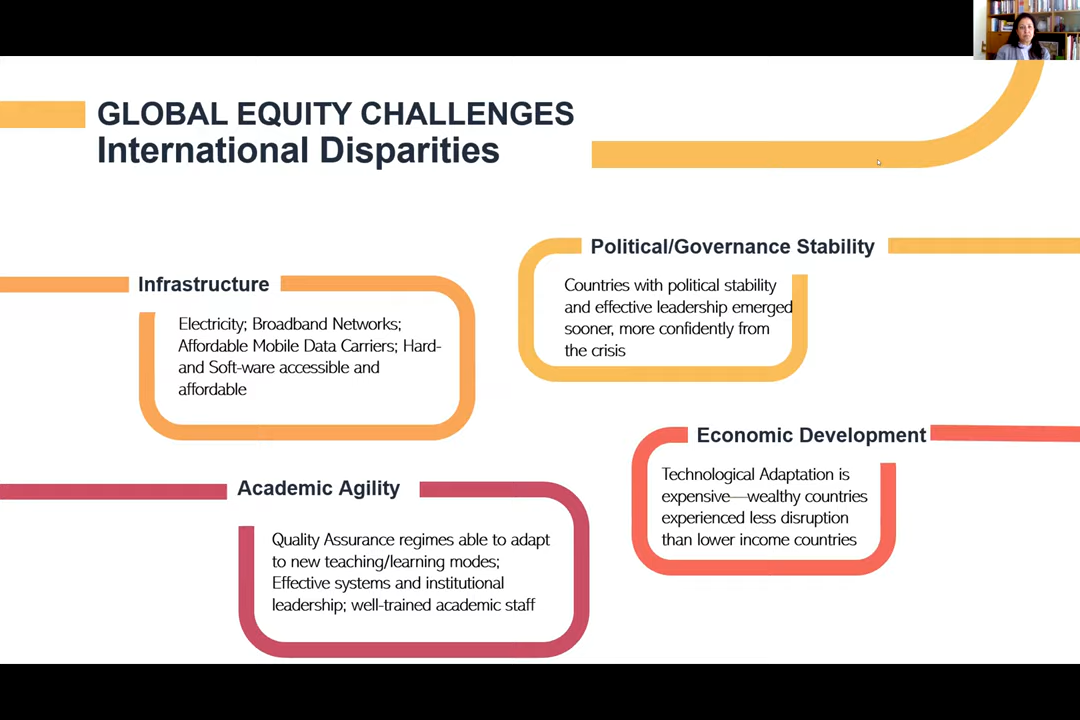 GLOBAL EQUITY CHALLENGES
International Disparities
Infrastructure
Electricity; Broadband Networks;
Affordable Mobile Data Carriers; Hard-
and Soft-ware accessible and
affordable
Political/Governance Stability
Countries with political stability
and effective leadership emerged
sooner, more confidently from
the crisis
Academic Agility
Quality Assurance regimes able to adapt
to new teaching/learning modes;
Effective systems and institutional
leadership; well-trained academic staff
Economic Development
Technological Adaptation is
expensive—wealthy countries
experienced less disruption
than lower income countries